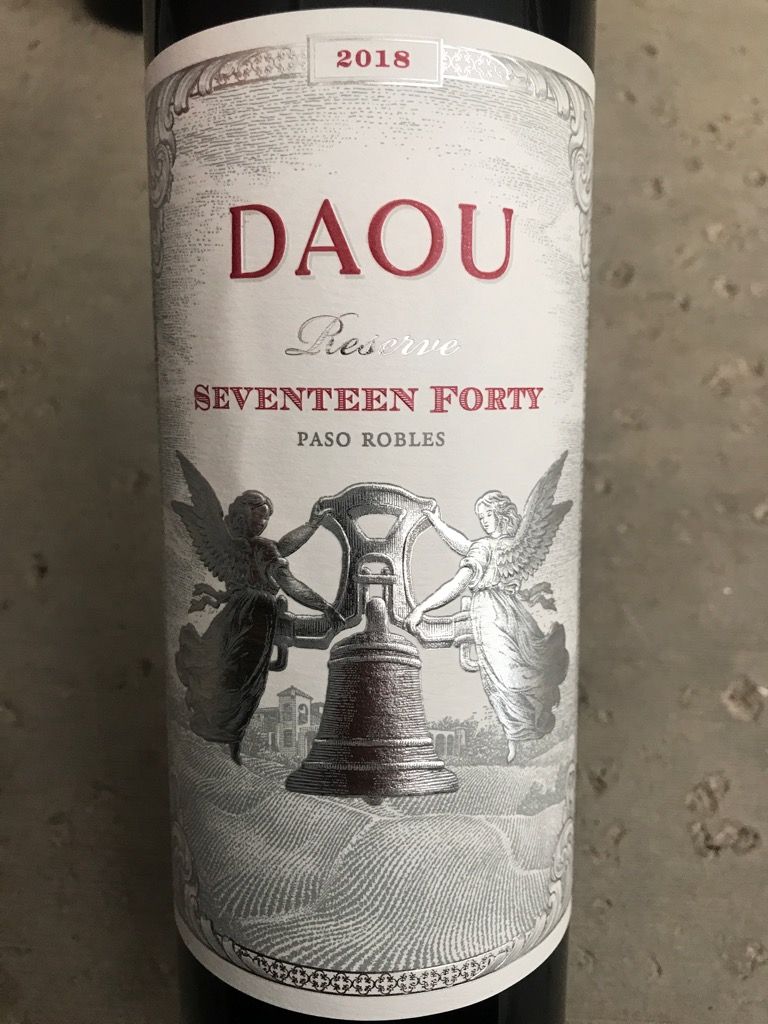 2018
DAOU
Reserve
SEVENTEEN FORTY
PASO ROBLES